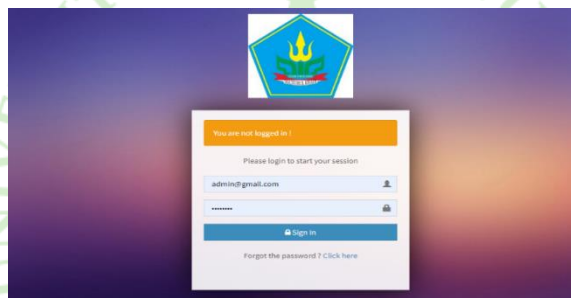 You are not logged in !
Please login to start your session
admin@gmail.com
••••••••
Sign In
Forgot the password ? Click here